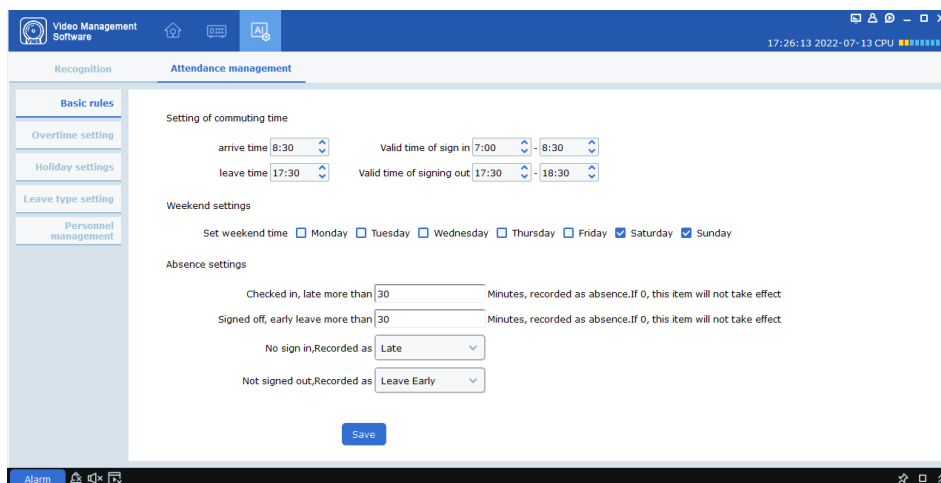 Video Management
Software
VMS
AI
17:26:13 2022-07-13 CPU
Recognition
Attendance management
Basic rules
Overtime setting
Holiday settings
Leave type setting
Personnel
management
Setting of commuting time
arrive time 8:30 Valid time of sign in 7:00 - 8:30
leave time 17:30 Valid time of signing out 17:30 - 18:30
Weekend settings
Set weekend time Monday Tuesday Wednesday Thursday Friday Saturday Sunday
Absence settings
Checked in, late more than 30 Minutes, recorded as absence.If 0, this item will not take effect
Signed off, early leave more than 30 Minutes, recorded as absence.If 0, this item will not take effect
No sign in,Recorded as Late
Not signed out,Recorded as Leave Early
Save
Alarm